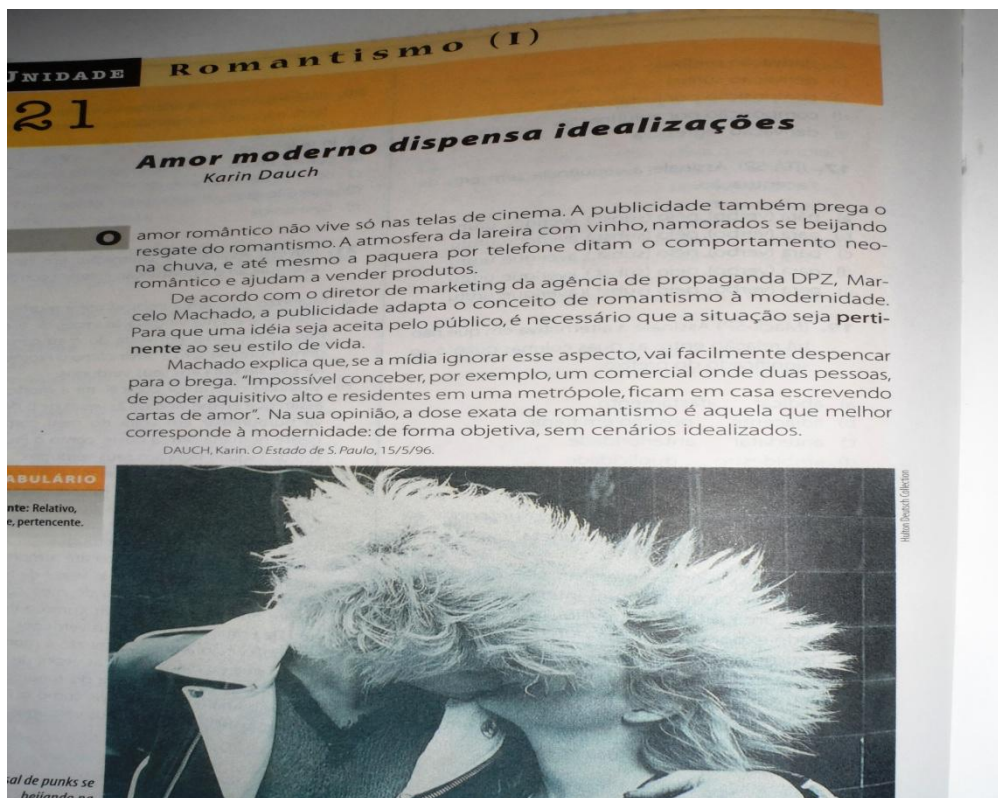 UNIDADE
21
Romantismo (I)
Amor moderno dispensa idealizações
Karin Dauch
O amor romântico não vive só nas telas de cinema. A publicidade também prega o
resgate do romantismo. A atmosfera da lareira com vinho, namorados se beijando
na chuva, e até mesmo a paquera por telefone ditam o comportamento neo-
romântico e ajudam a vender produtos.
De acordo com o diretor de marketing da agência de propaganda DPZ, Mar-
celo Machado, a publicidade adapta o conceito de romantismo à modernidade.
Para que uma idéia seja aceita pelo público, é necessário que a situação seja perti-
nente ao seu estilo de vida.
Machado explica que, se a mídia ignorar esse aspecto, vai facilmente despencar
para o brega. “Impossível conceber, por exemplo, um comercial onde duas pessoas,
de poder aquisitivo alto e residentes em uma metrópole, ficam em casa escrevendo
cartas de amor”. Na sua opinião, a dose exata de romantismo é aquela que melhor
corresponde à modernidade: de forma objetiva, sem cenários idealizados.
DAUCH, Karin. O Estado de S. Paulo, 15/5/96.
ABULÁRIO
nte: Relativo,
e, pertencente.
Hulton Deutsch Collection
sal de punks se
beijando na